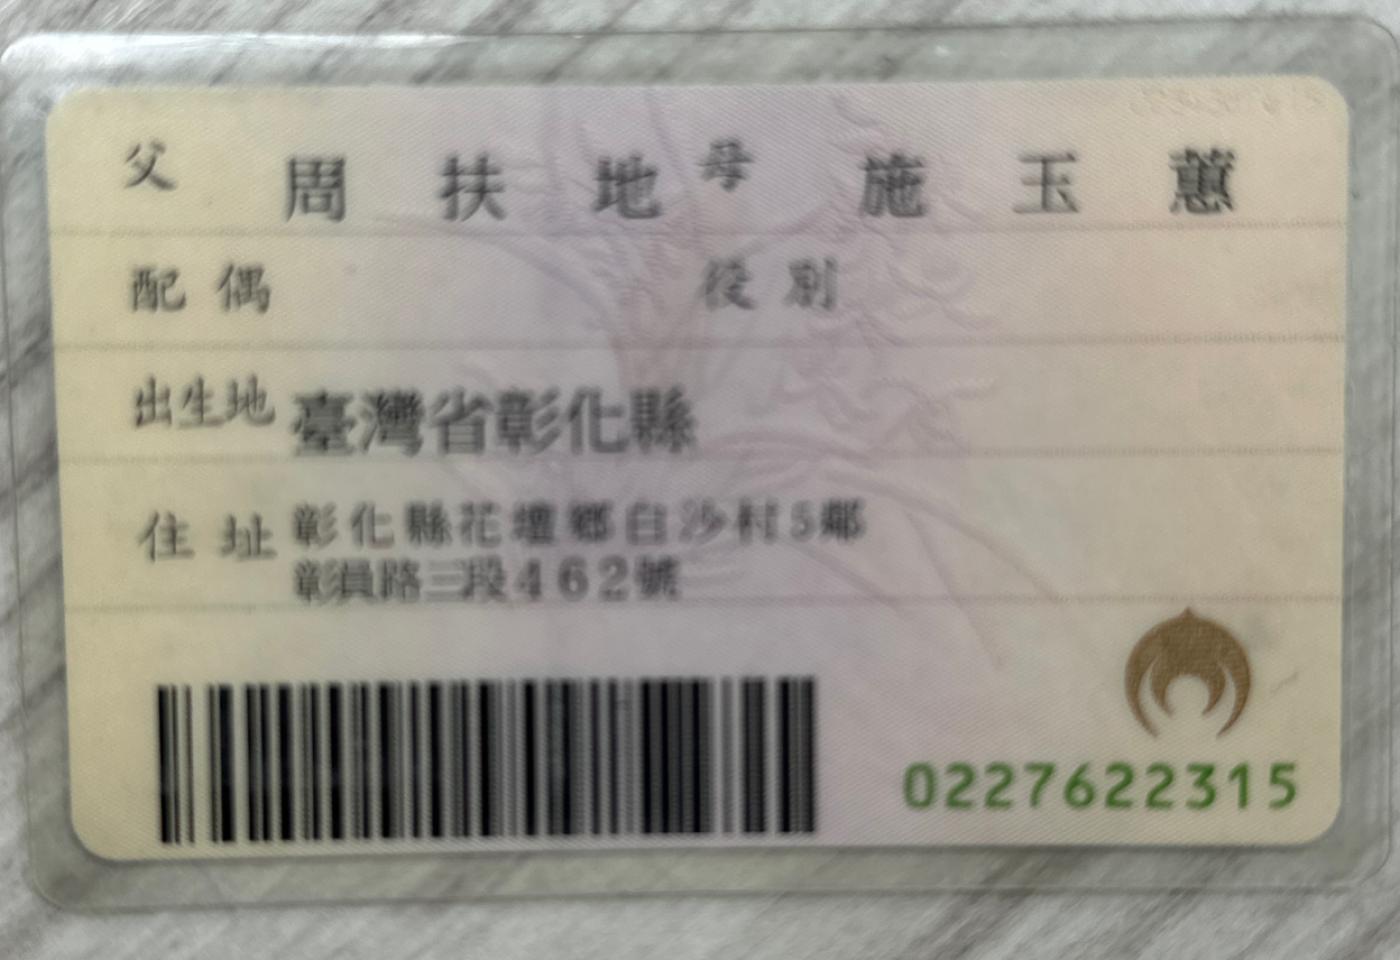 父 周扶地 母 施玉蕙
配偶 役別
出生地 臺灣省彰化縣
住址 彰化縣花壇鄉白沙村5鄰
彰員路三段462號
0227622315